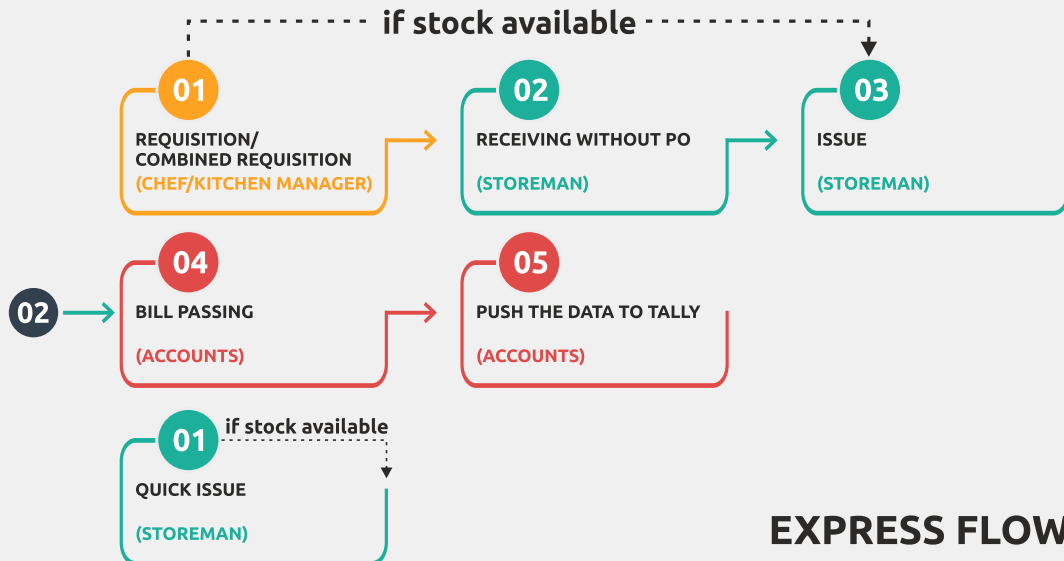 if stock available
01
REQUISITION/
COMBINED REQUISITION
(CHEF/KITCHEN MANAGER)
02
RECEIVING WITHOUT PO
(STOREMAN)
03
ISSUE
(STOREMAN)
02
04
BILL PASSING
(ACCOUNTS)
05
PUSH THE DATA TO TALLY
(ACCOUNTS)
01
if stock available
QUICK ISSUE
(STOREMAN)
EXPRESS FLOW